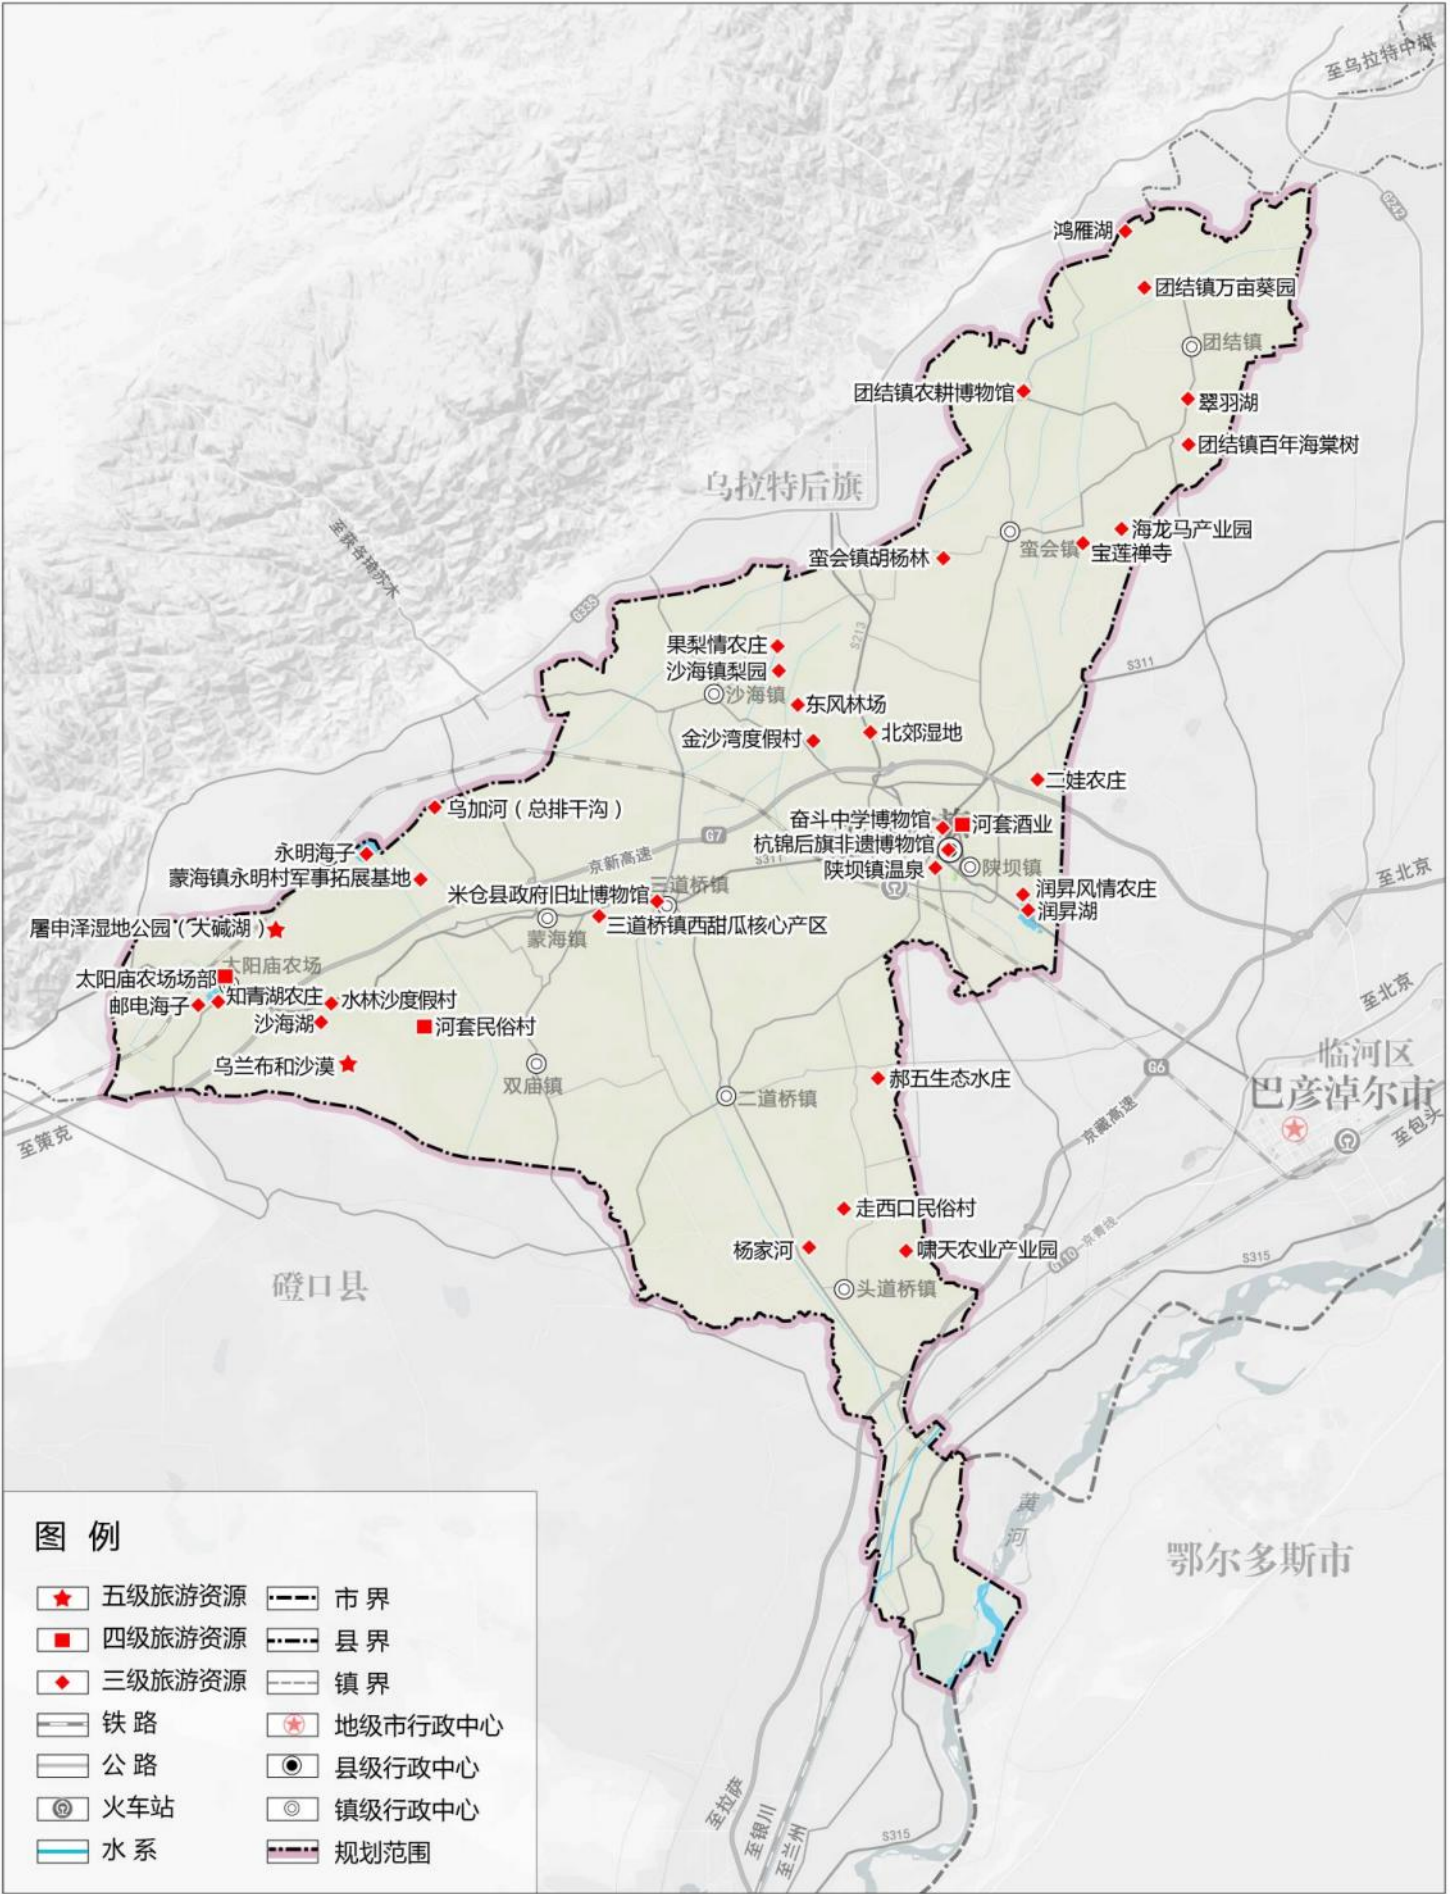 至乌拉特中旗
G242
鸿雁湖
团结镇万亩葵园
团结镇
团结镇农耕博物馆
翠羽湖
团结镇百年海棠树
乌拉特后旗
海龙马产业园
蛮会镇
宝莲禅寺
蛮会镇胡杨林
至获各琦苏木
G335
S213
果梨情农庄
沙海镇梨园
S311
沙海镇
东风林场
金沙湾度假村
北郊湿地
二娃农庄
乌加河（总排干沟）
奋斗中学博物馆
河套酒业
G7
杭锦后旗非遗博物馆
永明海子
京新高速
S311
陕坝镇温泉
陕坝镇
至北京
蒙海镇永明村军事拓展基地
三道桥镇
米仓县政府旧址博物馆
润昇风情农庄
润昇湖
屠申泽湿地公园（大碱湖）
三道桥镇西甜瓜核心产区
蒙海镇
太阳庙农场
太阳庙农场场部
知青湖农庄
邮电海子
水林沙度假村
沙海湖
河套民俗村
至北京
临河区
乌兰布和沙漠
G6
双庙镇
郝五生态水庄
二道桥镇
巴彦淖尔市
京藏高速
至包头
至策克
走西口民俗村
杨家河
啸天农业产业园
京青线
G110
S315
磴口县
头道桥镇
黄河
鄂尔多斯市
图 例
五级旅游资源
市 界
四级旅游资源
县 界
三级旅游资源
镇 界
铁 路
地级市行政中心
公 路
县级行政中心
火车站
镇级行政中心
水 系
规划范围
至拉萨
至银川
至兰州
S315